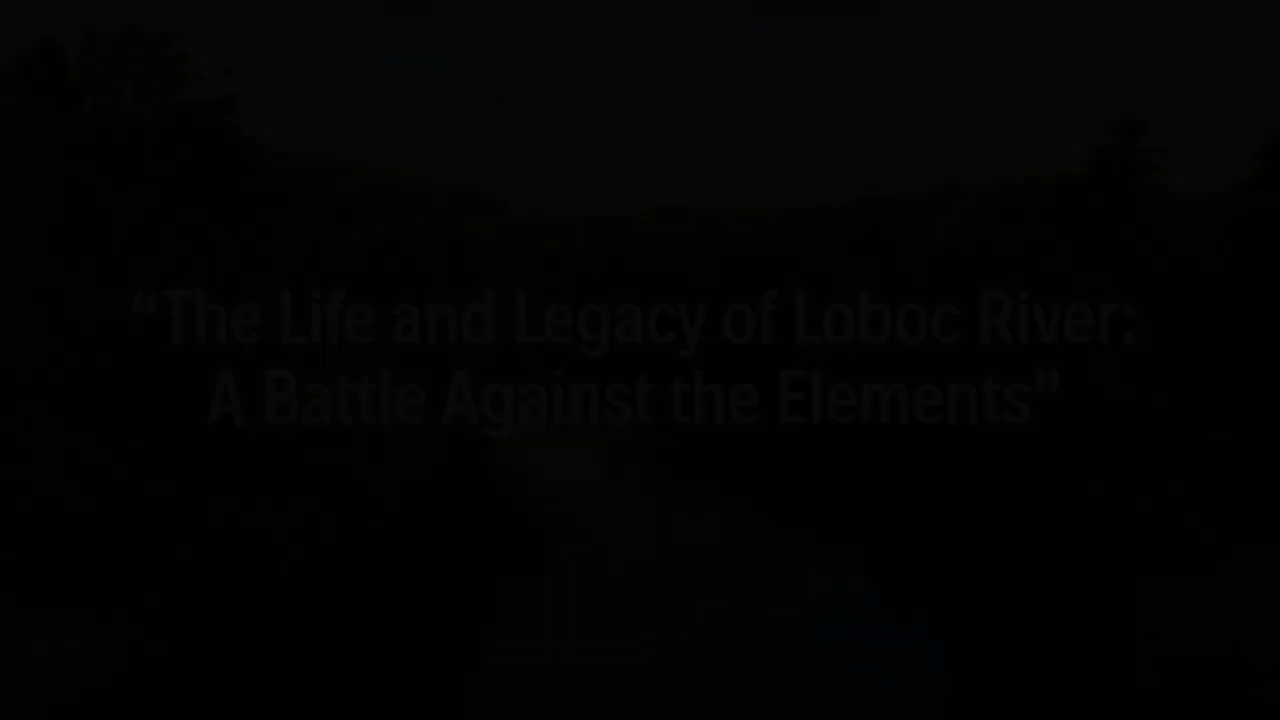 “The Life and Legacy of Loboc River:
A Battle Against the Elements”